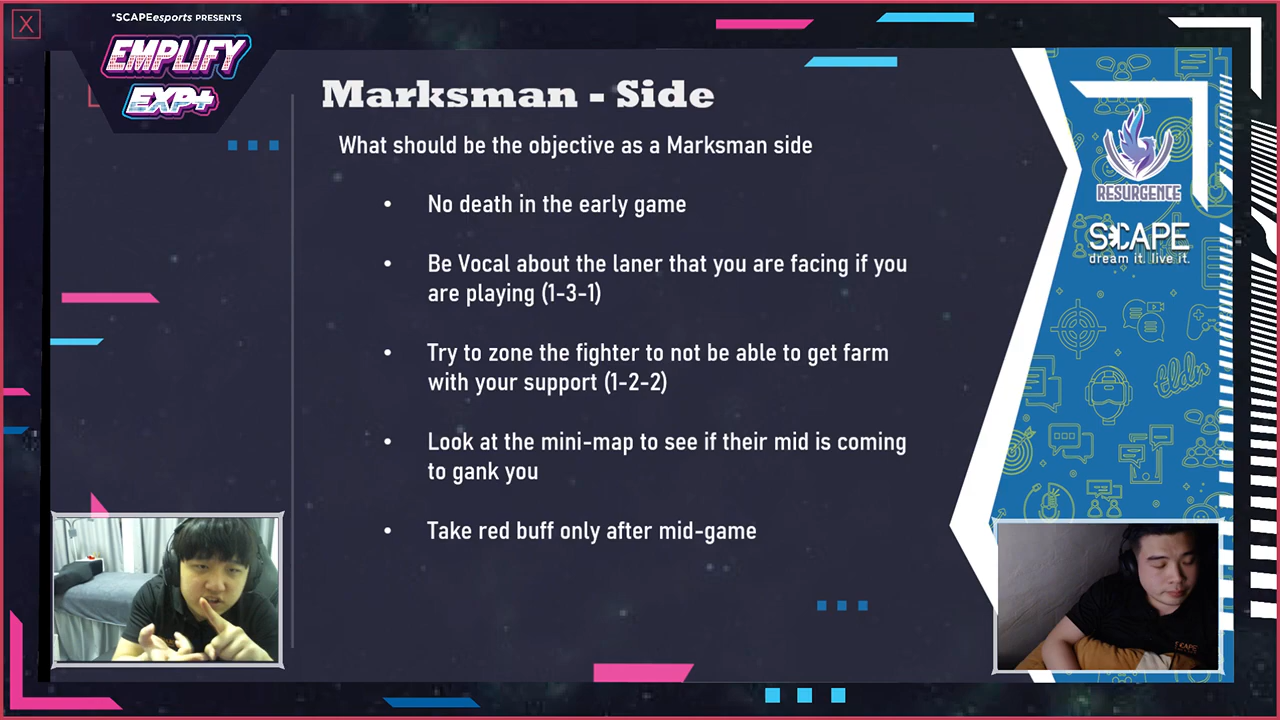 *SCAPEesports PRESENTS
EMPLIFY
EXP+
Marksman - Side
What should be the objective as a Marksman side
• No death in the early game
• Be Vocal about the laner that you are facing if you
are playing (1-3-1)
• Try to zone the fighter to not be able to get farm
with your support (1-2-2)
• Look at the mini-map to see if their mid is coming
to gank you
• Take red buff only after mid-game
RESURGENCE
SCAPE
dream it. live it.
tldr
SCAPE